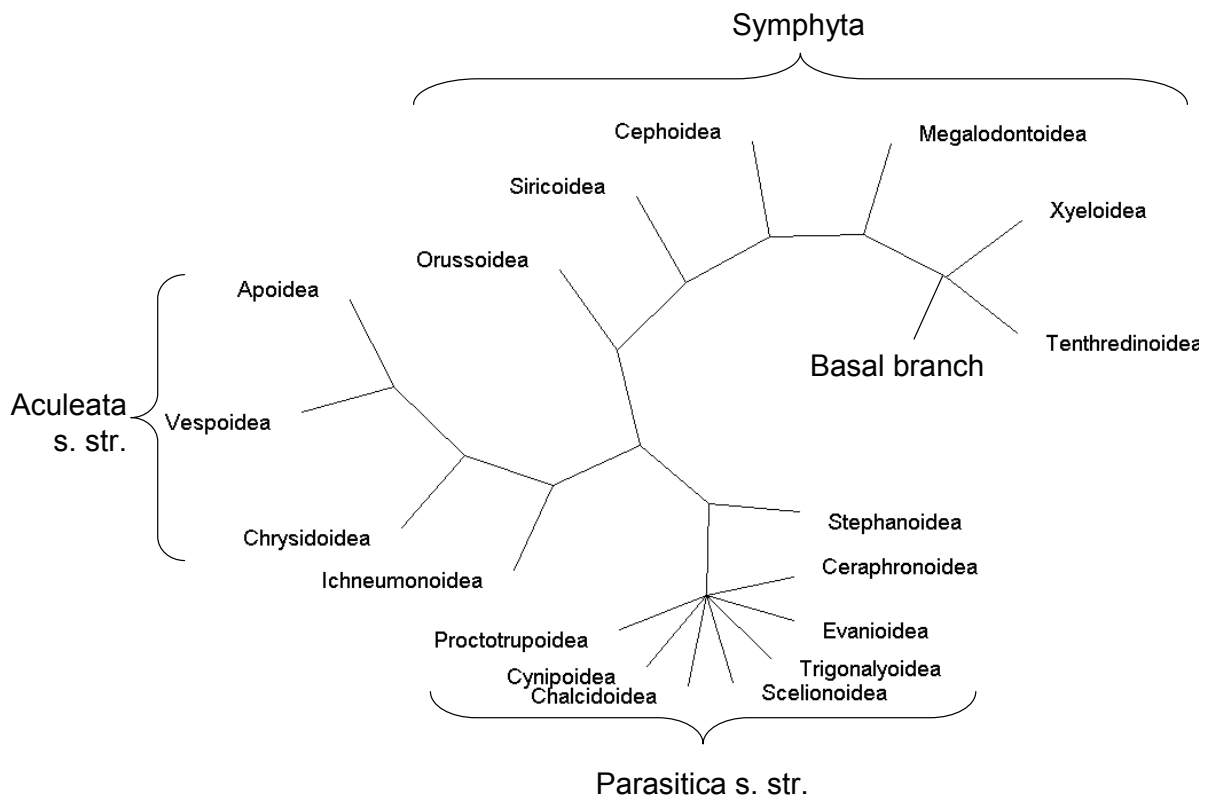 Symphyta
Cephoidea
Megalodontoidea
Siricoidea
Xyeloidea
Orussoidea
Apoidea
Tenthredinoidea
Basal branch
Aculeata
s. str.
Vespoidea
Stephanoidea
Chrysidoidea
Ceraphronoidea
Ichneumonoidea
Evanioidea
Proctotrupoidea
Trigonalyoidea
Cynipoidea
Scelionoidea
Chalcidoidea
Parasitica s. str.